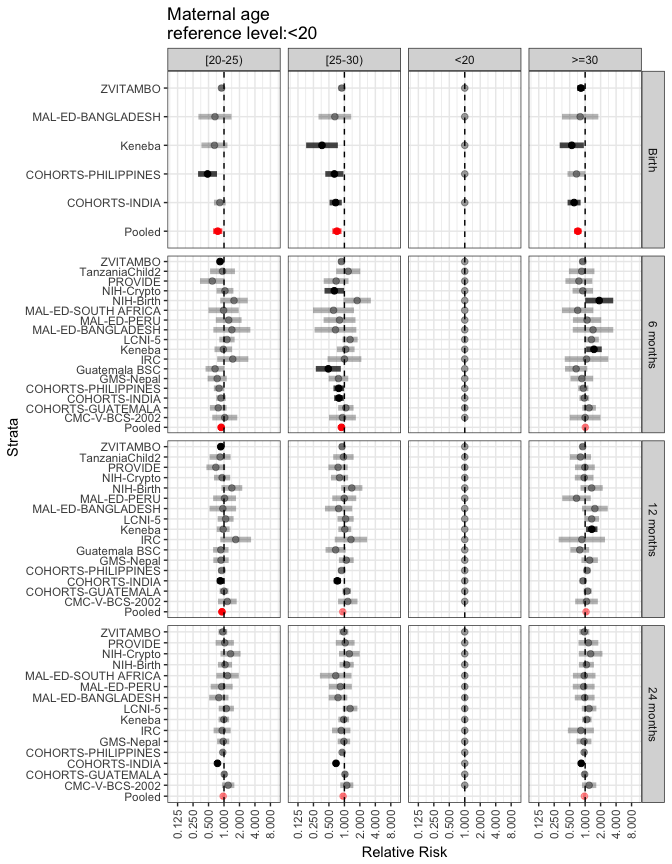 Maternal age
reference level:<20
[20-25)
[25-30)
<20
>=30
Strata
ZVITAMBO
MAL-ED-BANGLADESH
Keneba
COHORTS-PHILIPPINES
COHORTS-INDIA
Pooled
Birth
ZVITAMBO
TanzaniaChild2
PROVIDE
NIH-Crypto
NIH-Birth
MAL-ED-SOUTH AFRICA
MAL-ED-PERU
MAL-ED-BANGLADESH
LCNI-5
Keneba
IRC
Guatemala BSC
GMS-Nepal
COHORTS-PHILIPPINES
COHORTS-INDIA
COHORTS-GUATEMALA
CMC-V-BCS-2002
Pooled
6 months
ZVITAMBO
TanzaniaChild2
PROVIDE
NIH-Crypto
NIH-Birth
MAL-ED-PERU
MAL-ED-BANGLADESH
LCNI-5
Keneba
IRC
Guatemala BSC
GMS-Nepal
COHORTS-PHILIPPINES
COHORTS-INDIA
COHORTS-GUATEMALA
CMC-V-BCS-2002
Pooled
12 months
ZVITAMBO
PROVIDE
NIH-Crypto
NIH-Birth
MAL-ED-SOUTH AFRICA
MAL-ED-PERU
MAL-ED-BANGLADESH
LCNI-5
Keneba
IRC
GMS-Nepal
COHORTS-PHILIPPINES
COHORTS-INDIA
COHORTS-GUATEMALA
CMC-V-BCS-2002
Pooled
24 months
0.125 0.250 0.500 1.000 2.000 4.000 8.000 0.125 0.250 0.500 1.000 2.000 4.000 8.000 0.125 0.250 0.500 1.000 2.000 4.000 8.000 0.125 0.250 0.500 1.000 2.000 4.000 8.000
Relative Risk